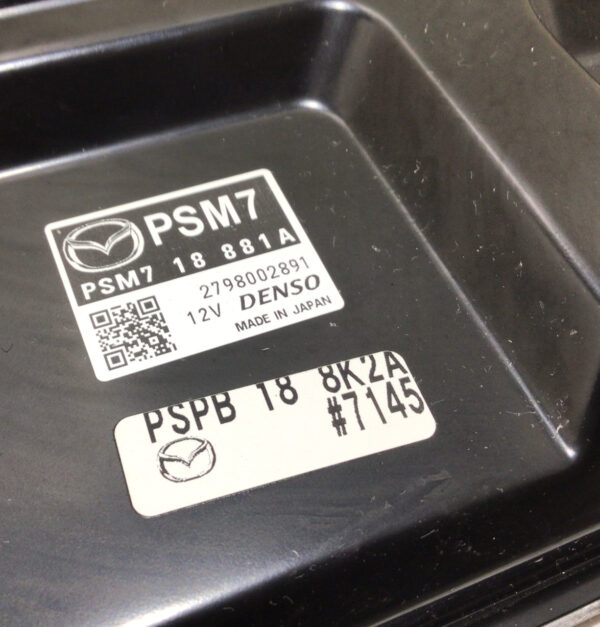 PSM7
PSM7 18 881A
2798002891
12V DENSO
MADE IN JAPAN
PSPB 18 8K2A
#7145